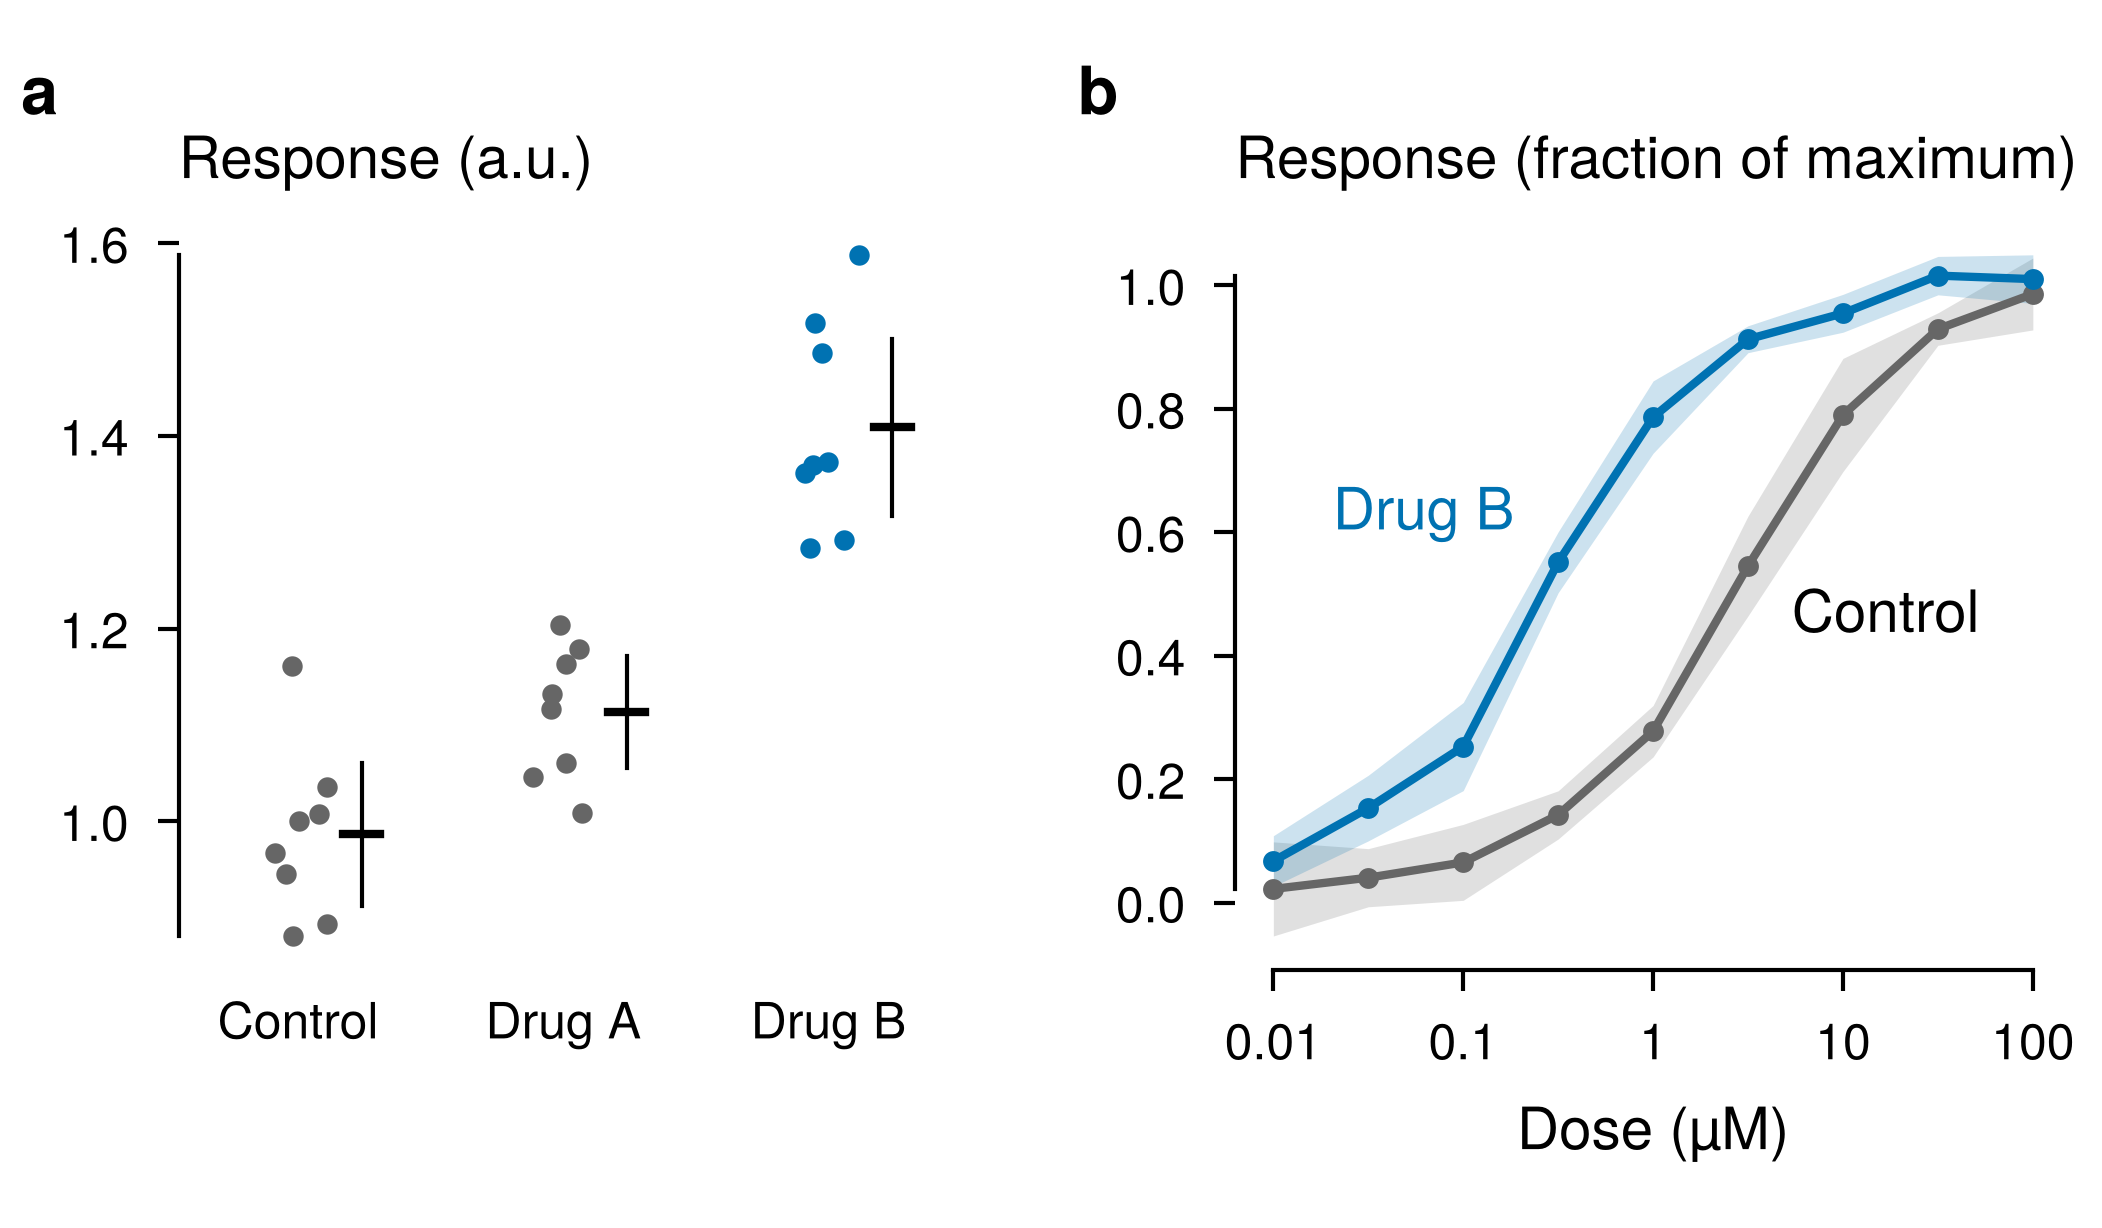 a
Response (a.u.)
1.6
1.4
1.2
1.0
Control Drug A Drug B
b
Response (fraction of maximum)
1.0
0.8
0.6
0.4
0.2
0.0
Drug B
Control
0.01 0.1 1 10 100
Dose (µM)